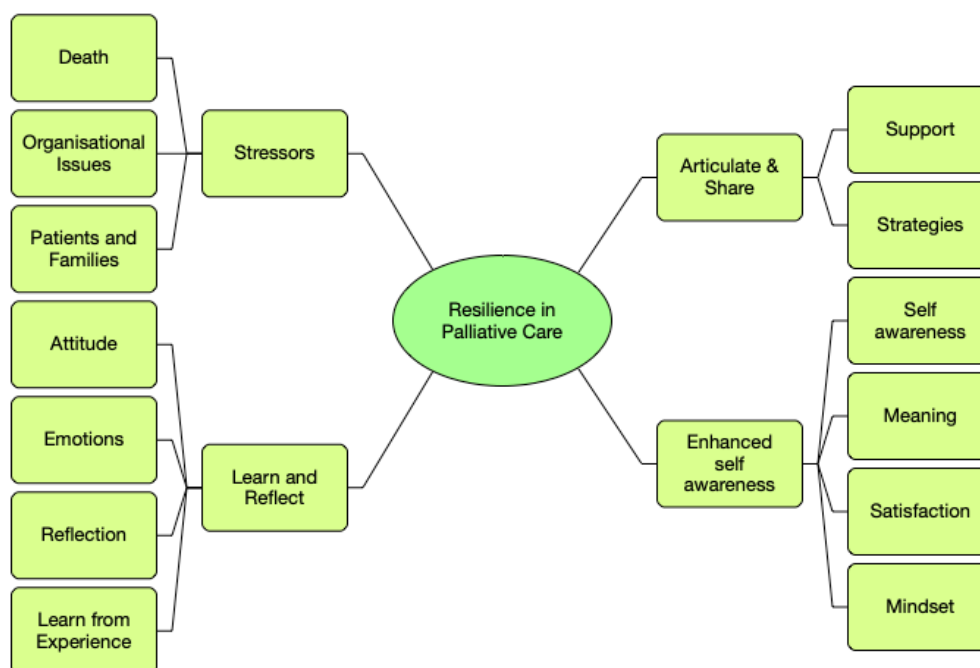 Death
Organisational
Issues
Patients and
Families
Stressors
Attitude
Emotions
Reflection
Learn from
Experience
Learn and
Reflect
Resilience in
Palliative Care
Articulate &
Share
Support
Strategies
Enhanced
self
awareness
Self
awareness
Meaning
Satisfaction
Mindset